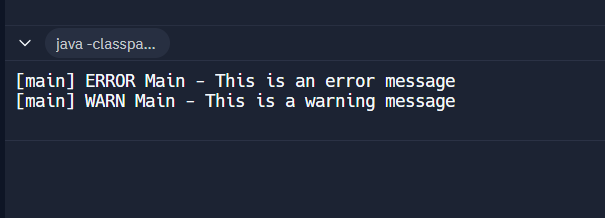 java -classpa...
[main] ERROR Main - This is an error message
[main] WARN Main - This is a warning message